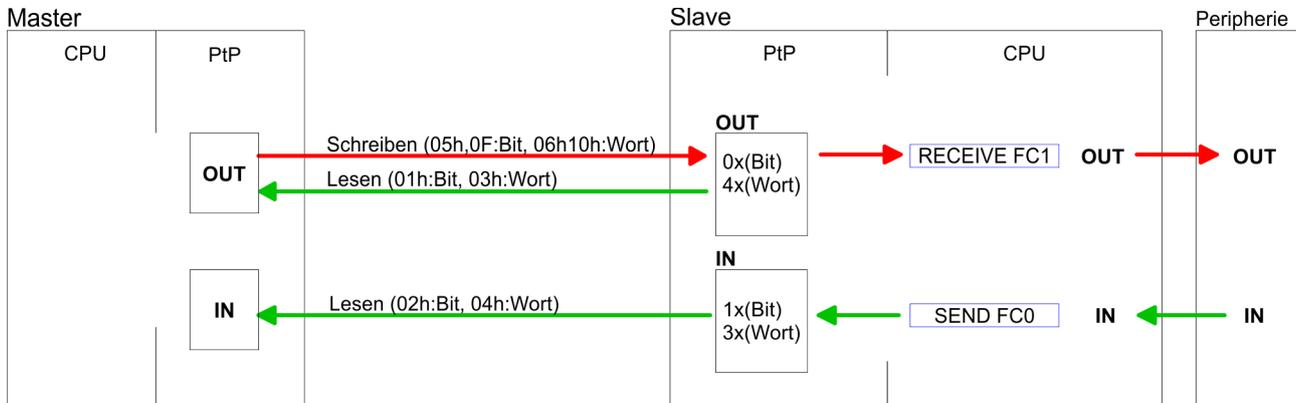 Master
Slave
Peripherie
CPU
PtP
PtP
CPU
OUT
Schreiben (05h,0F:Bit, 06h10h:Wort)
0x(Bit)
RECEIVE FC1
OUT
OUT
OUT
Lesen (01h:Bit, 03h:Wort)
4x(Wort)
IN
IN
Lesen (02h:Bit, 04h:Wort)
1x(Bit)
3x(Wort)
SEND FC0
IN
IN